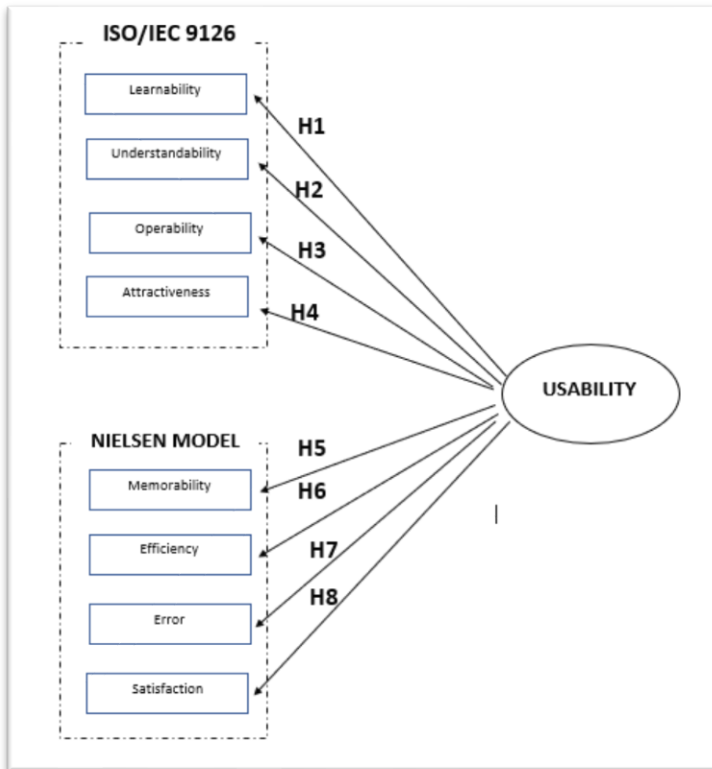 ISO/IEC 9126
Learnability
H1
Understandability
H2
Operability
H3
Attractiveness
H4
USABILITY
NIELSEN MODEL
H5
Memorability
H6
Efficiency
H7
H8
Error
Satisfaction